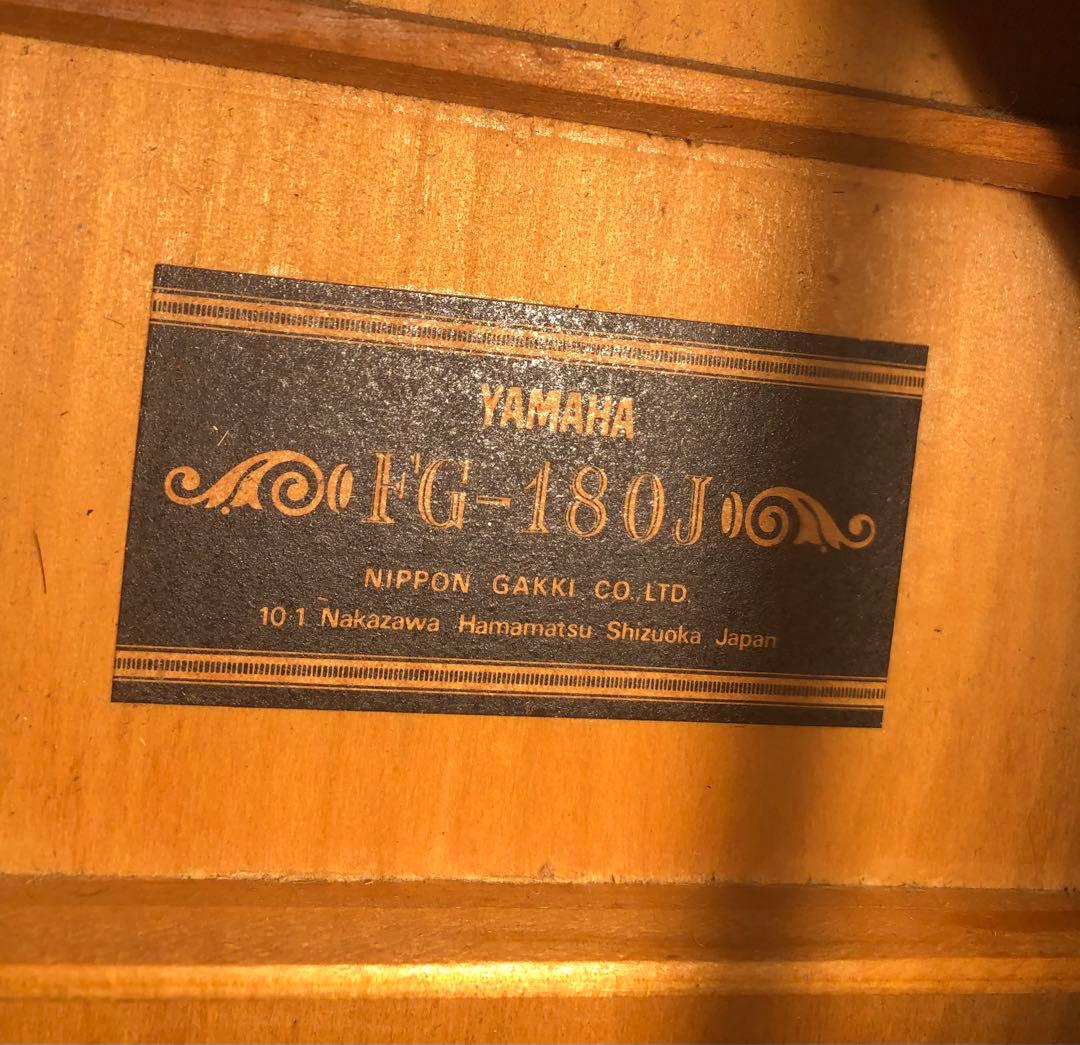 YAMAHA
FG-180J
NIPPON GAKKI CO.,LTD
10-1 Nakazawa Hamamatsu Shizuoka Japan